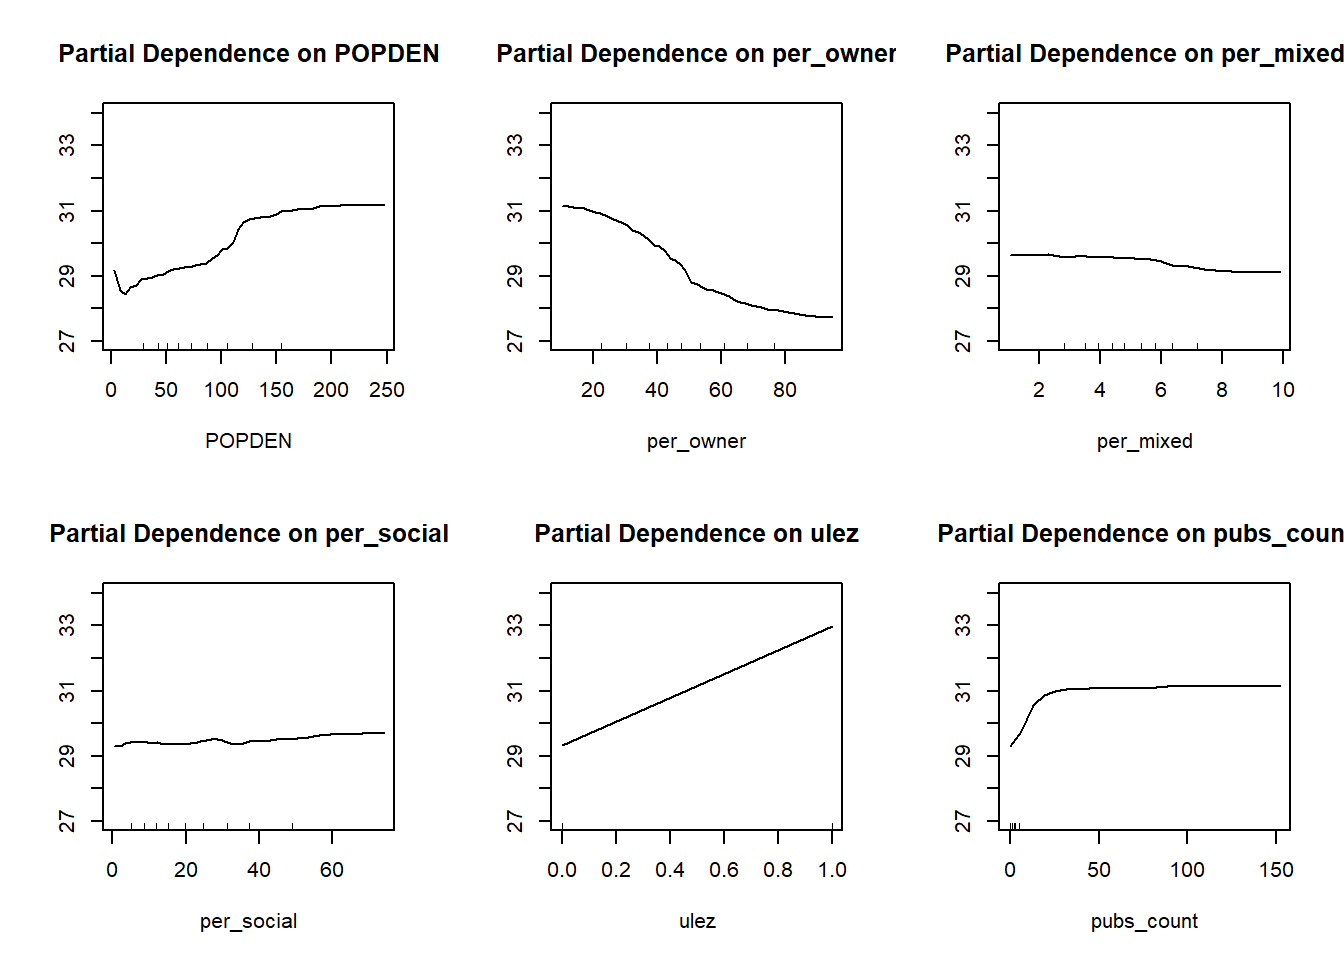 Partial Dependence on POPDEN
33
31
29
27
0 50 100 150 200 250
POPDEN
Partial Dependence on per_owner
33
31
29
27
20 40 60 80
per_owner
Partial Dependence on per_mixed
33
31
29
27
2 4 6 8 10
per_mixed
Partial Dependence on per_social
33
31
29
27
0 20 40 60
per_social
Partial Dependence on ulez
33
31
29
27
0.0 0.2 0.4 0.6 0.8 1.0
ulez
Partial Dependence on pubs_coun
33
31
29
27
0 50 100 150
pubs_count